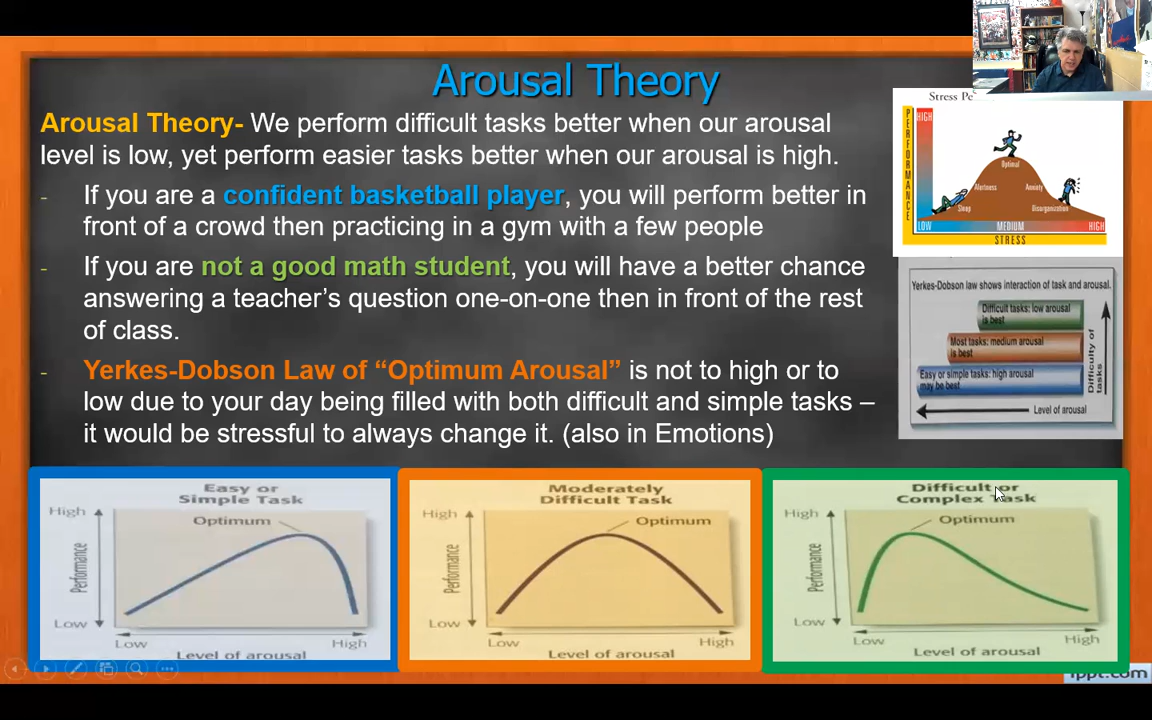 Arousal Theory
Arousal Theory- We perform difficult tasks better when our arousal
level is low, yet perform easier tasks better when our arousal is high.
- If you are a confident basketball player, you will perform better in
front of a crowd then practicing in a gym with a few people
- If you are not a good math student, you will have a better chance
answering a teacher's question one-on-one then in front of the rest
of class.
- Yerkes-Dobson Law of “Optimum Arousal” is not to high or to
low due to your day being filled with both difficult and simple tasks –
it would be stressful to always change it. (also in Emotions)
Stress
PERFORMANCE
HIGH
Optimal
Alertness
Anxiety
Sleep
Disorganization
LOW MEDIUM HIGH
STRESS
Yerkes-Dobson law shows interaction of task and arousal.
Difficult tasks: low arousal
is best
Most tasks: medium arousal
is best
Easy or simple tasks: high arousal
may be best
Difficulty of
tasks
Level of arousal
Easy or
Simple Task
High
Optimum
Performance
Low
Low High
Level of arousal
Moderately
Difficult Task
High
Optimum
Performance
Low
Low High
Level of arousal
Difficult or
Complex Task
High
Optimum
Performance
Low
Low High
Level of arousal
fppt.com